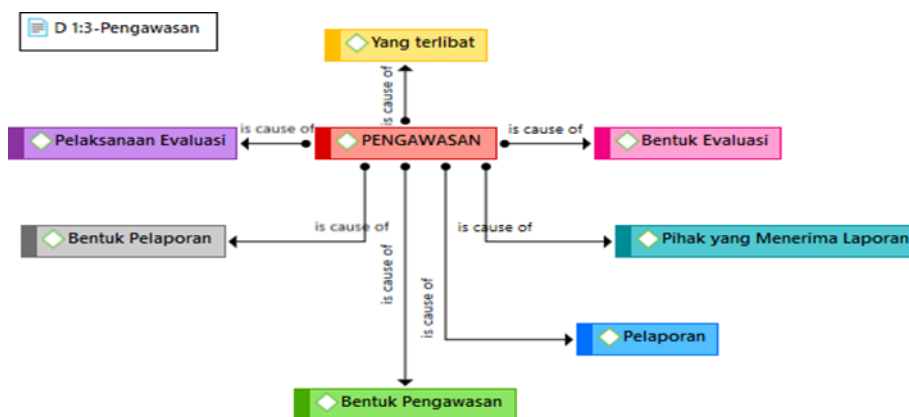 D 1:3-Pengawasan
Yang terlibat
is cause of
Pelaksanaan Evaluasi
is cause of
PENGAWASAN
is cause of
Bentuk Evaluasi
Bentuk Pelaporan
is cause of
is cause of
is cause of
is cause of
Pihak yang Menerima Laporan
Pelaporan
Bentuk Pengawasan